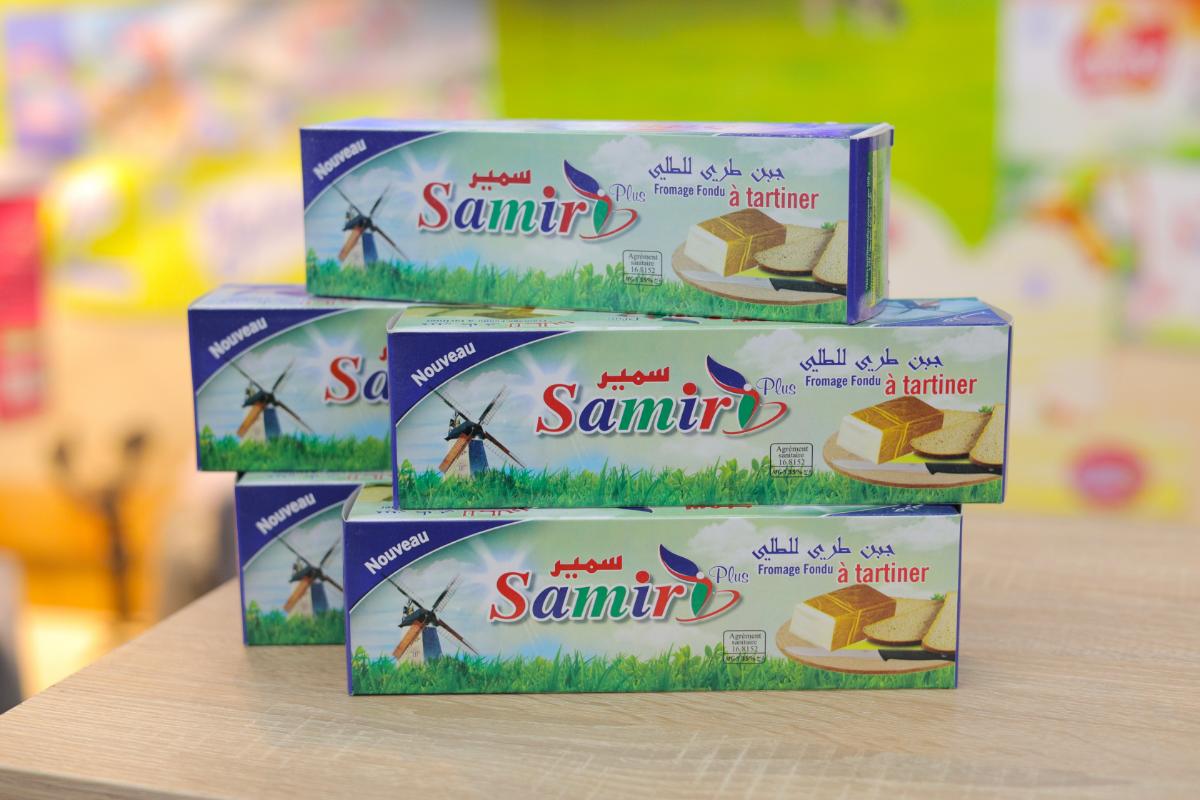 Nouveau
سمير
Samir Plus
جبن طري للطلي
Fromage Fondu à tartiner
Agrément
sanitaire
16.8152
Nouveau
Sa
Nouveau
سمير
Samir Plus
جبن طري للطلي
Fromage Fondu à tartiner
Agrément
sanitaire
16.8152
Nouveau
Nouveau
سمير
Samir Plus
جبن طري للطلي
Fromage Fondu à tartiner
Agrément
sanitaire
16.8152